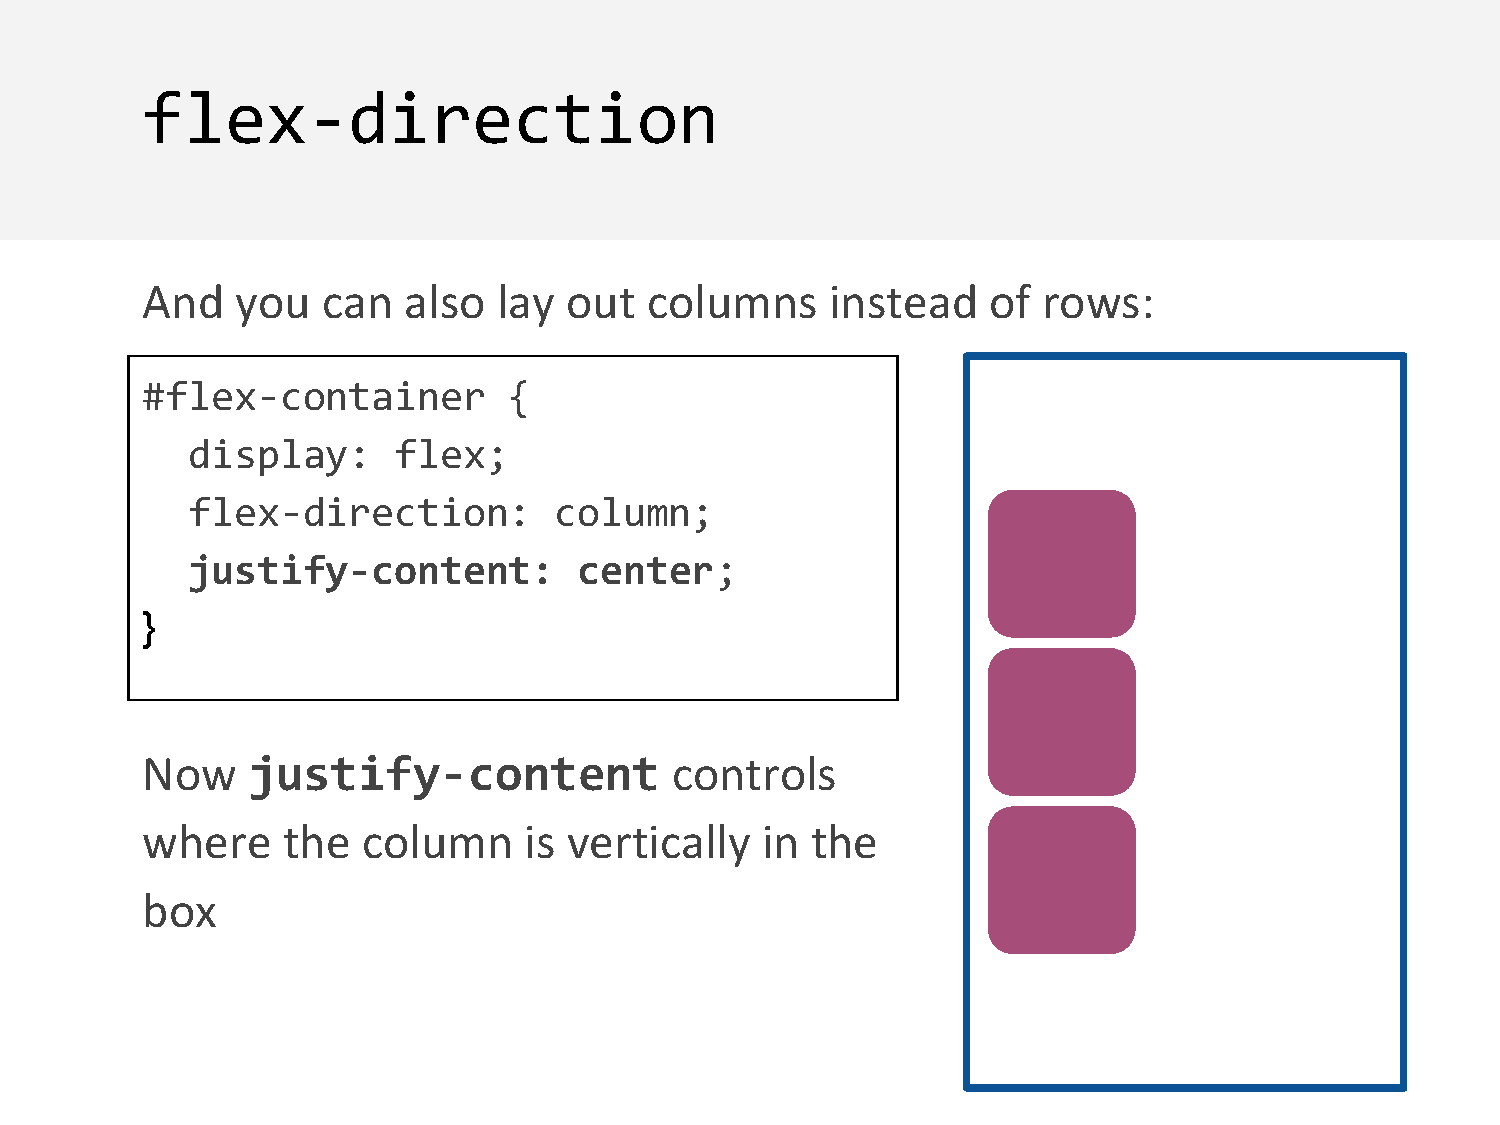 flex-direction
And you can also lay out columns instead of rows:
#flex-container {
  display: flex;
  flex-direction: column;
  justify-content: center;
}
Now justify-content controls
where the column is vertically in the
box